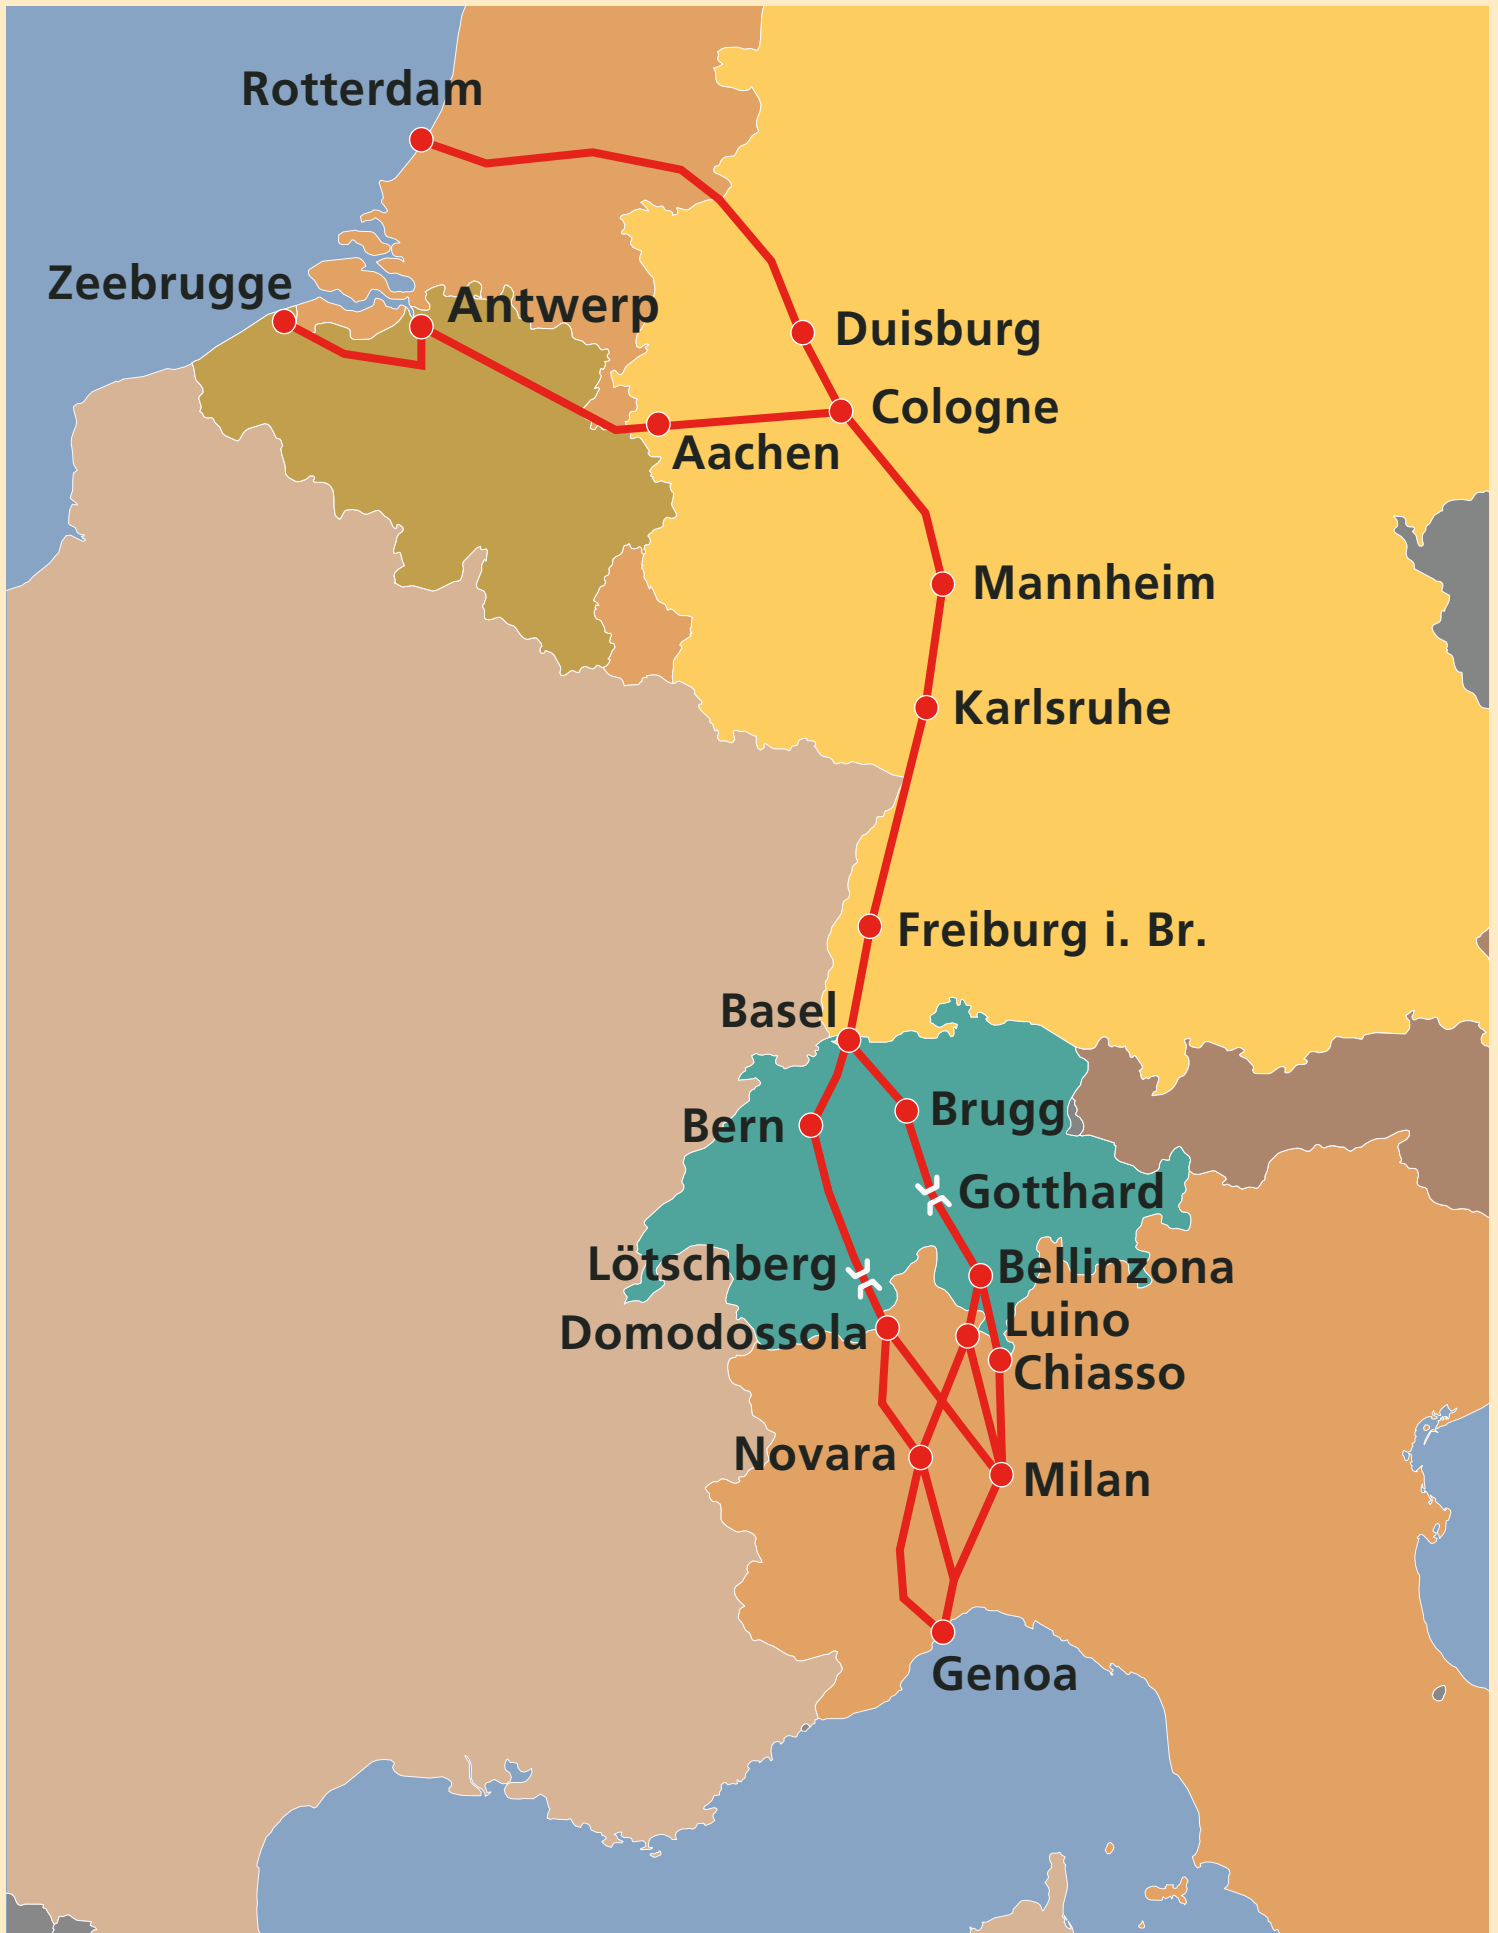 Rotterdam
Zeebrugge
Antwerp
Duisburg
Cologne
Aachen
Mannheim
Karlsruhe
Freiburg i. Br.
Basel
Brugg
Bern
Gotthard
Lötschberg
Bellinzona
Luino
Domodossola
Chiasso
Novara
Milan
Genoa